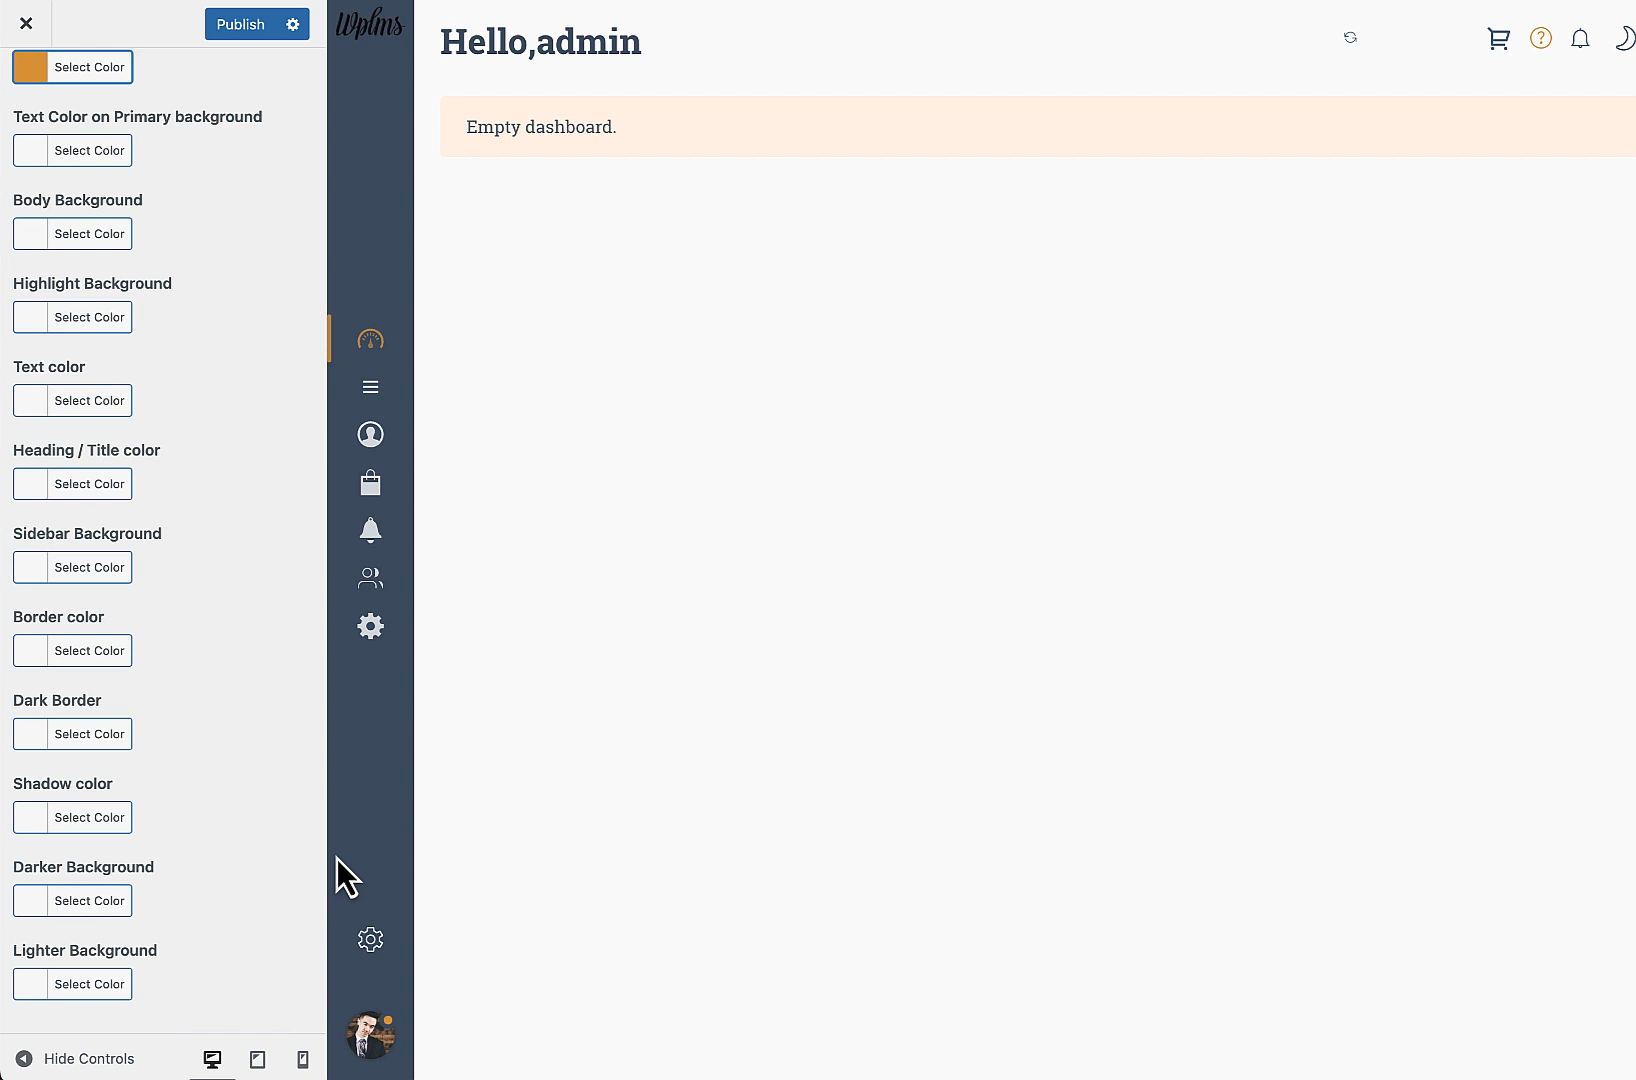 Publish
Select Color
Text Color on Primary background
Select Color
Body Background
Select Color
Highlight Background
Select Color
Text color
Select Color
Heading / Title color
Select Color
Sidebar Background
Select Color
Border color
Select Color
Dark Border
Select Color
Shadow color
Select Color
Darker Background
Select Color
Lighter Background
Select Color
Hide Controls
Wplms
Hello,admin
Empty dashboard.